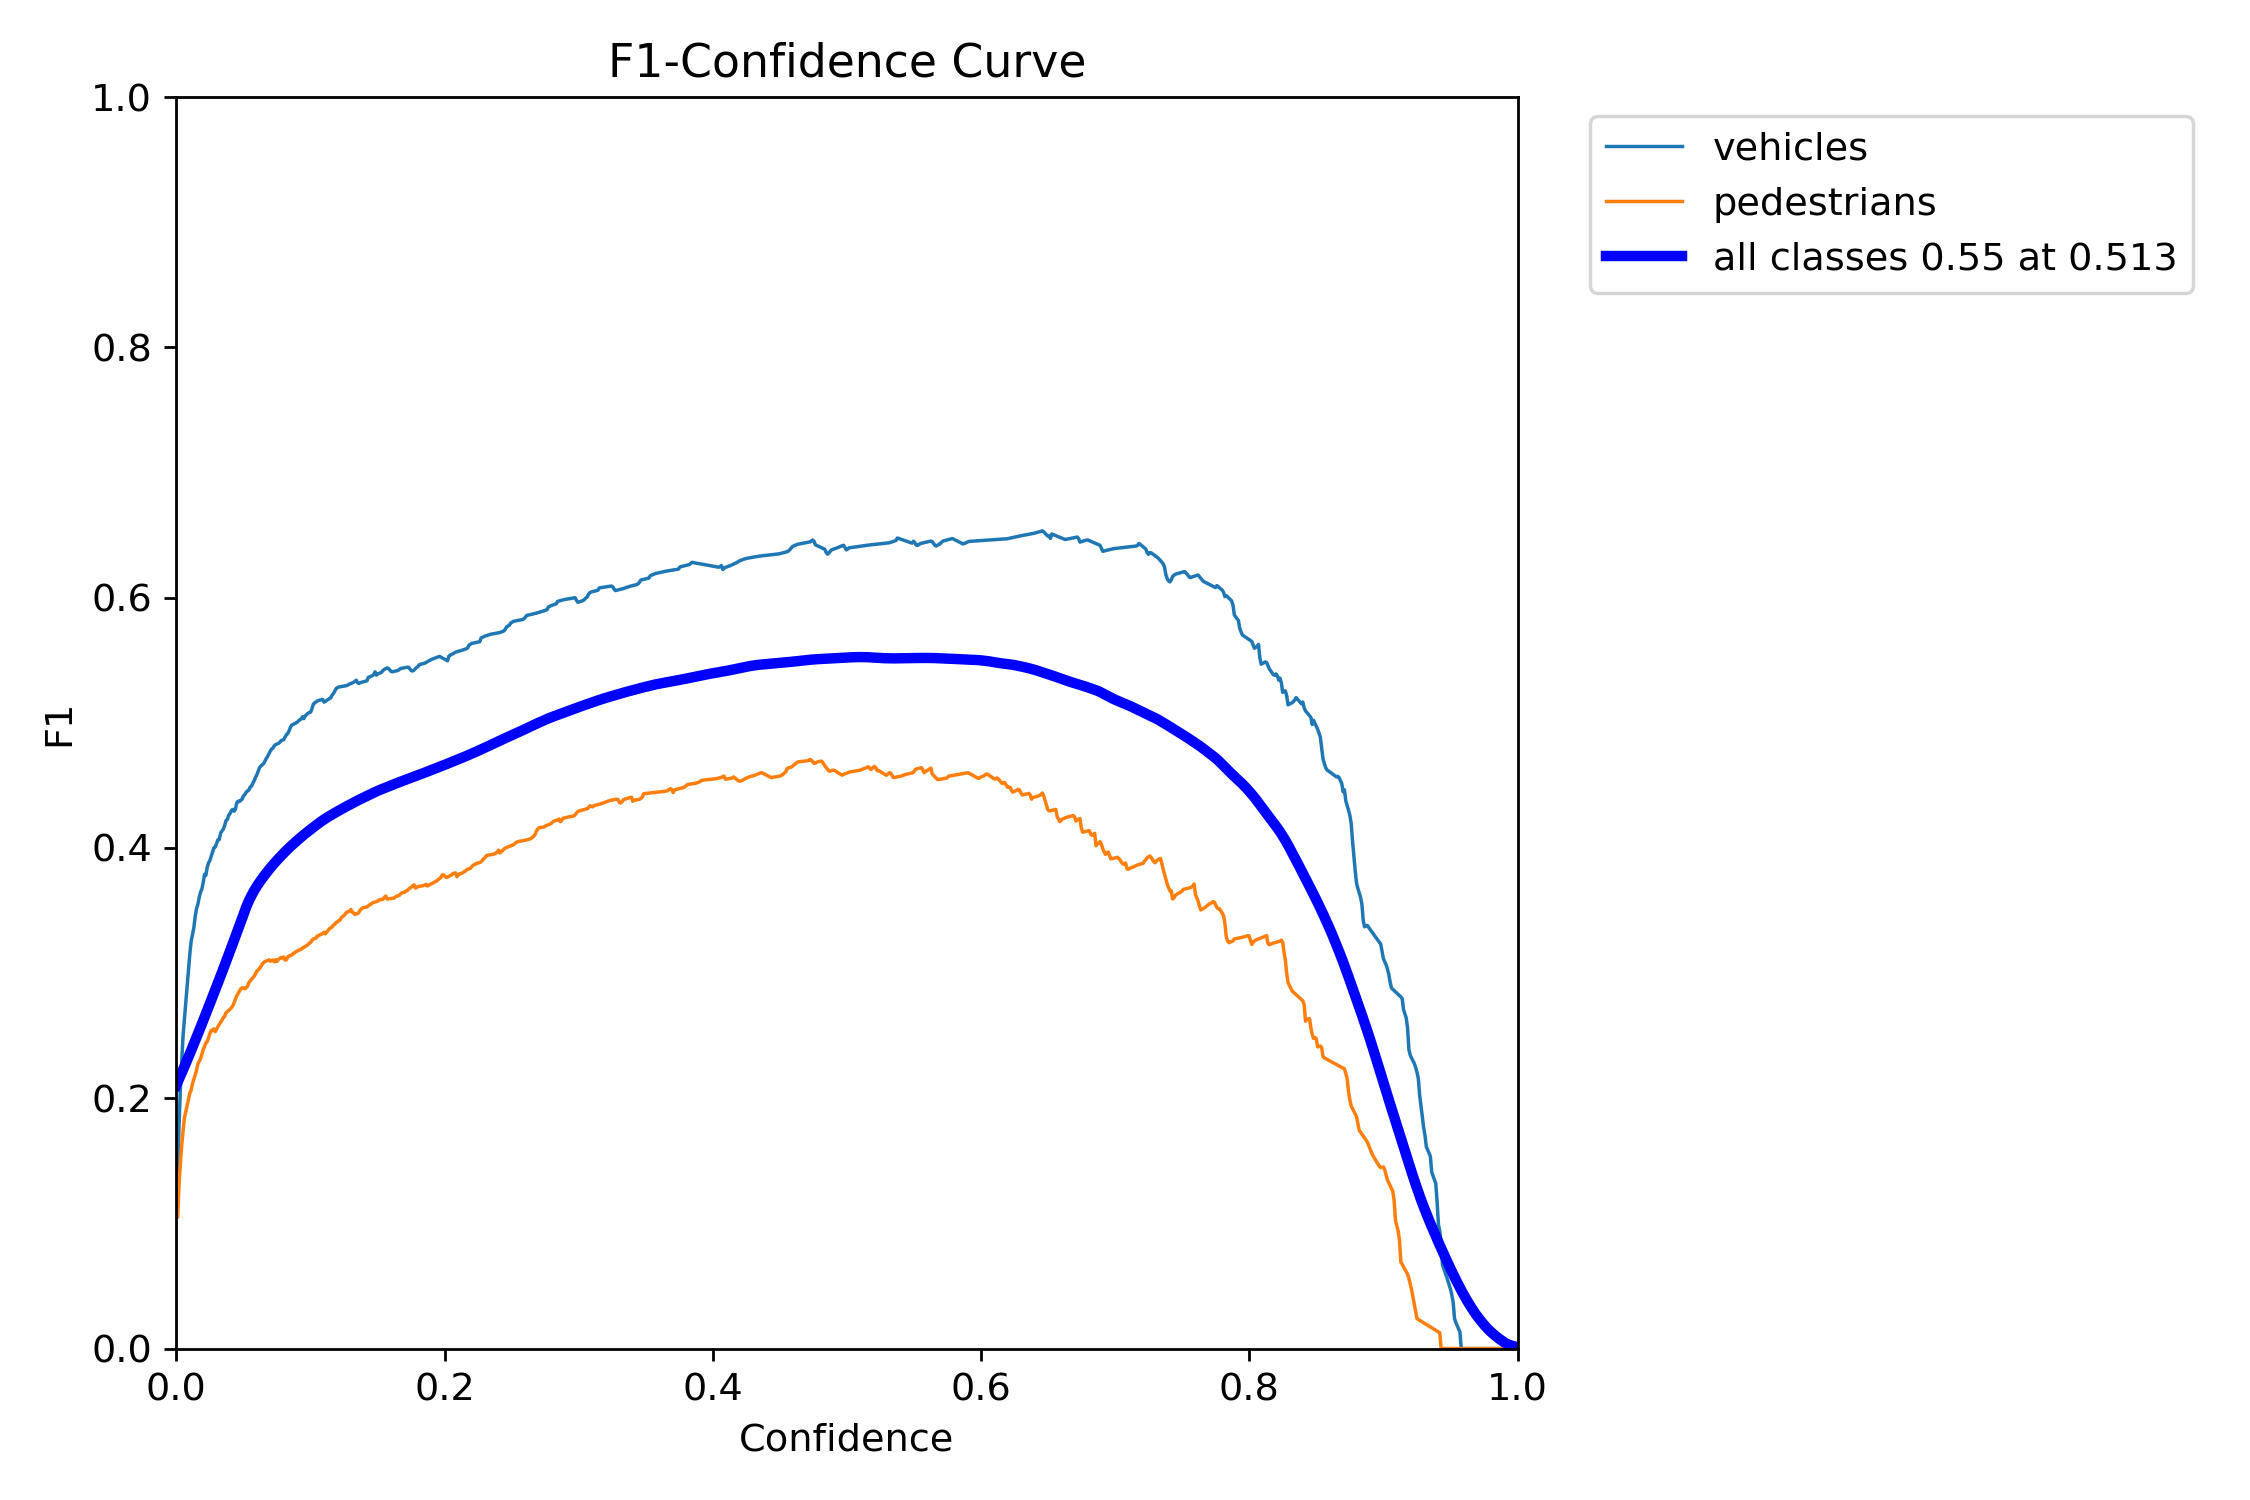 F1-Confidence Curve
1.0
0.8
0.6
0.4
0.2
0.0
F1
0.0 0.2 0.4 0.6 0.8 1.0
Confidence
vehicles
pedestrians
all classes 0.55 at 0.513